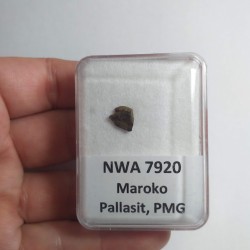 NWA 7920
Maroko
Pallasit, PMG